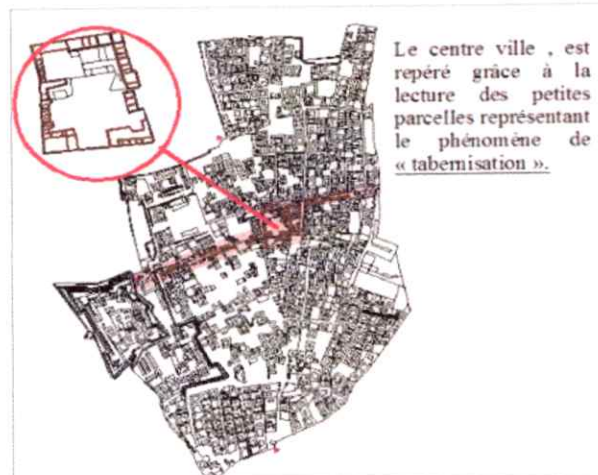 Le centre ville , est
repéré grâce à la
lecture des petites
parcelles représentant
le phénomène de
« tabernisation ».